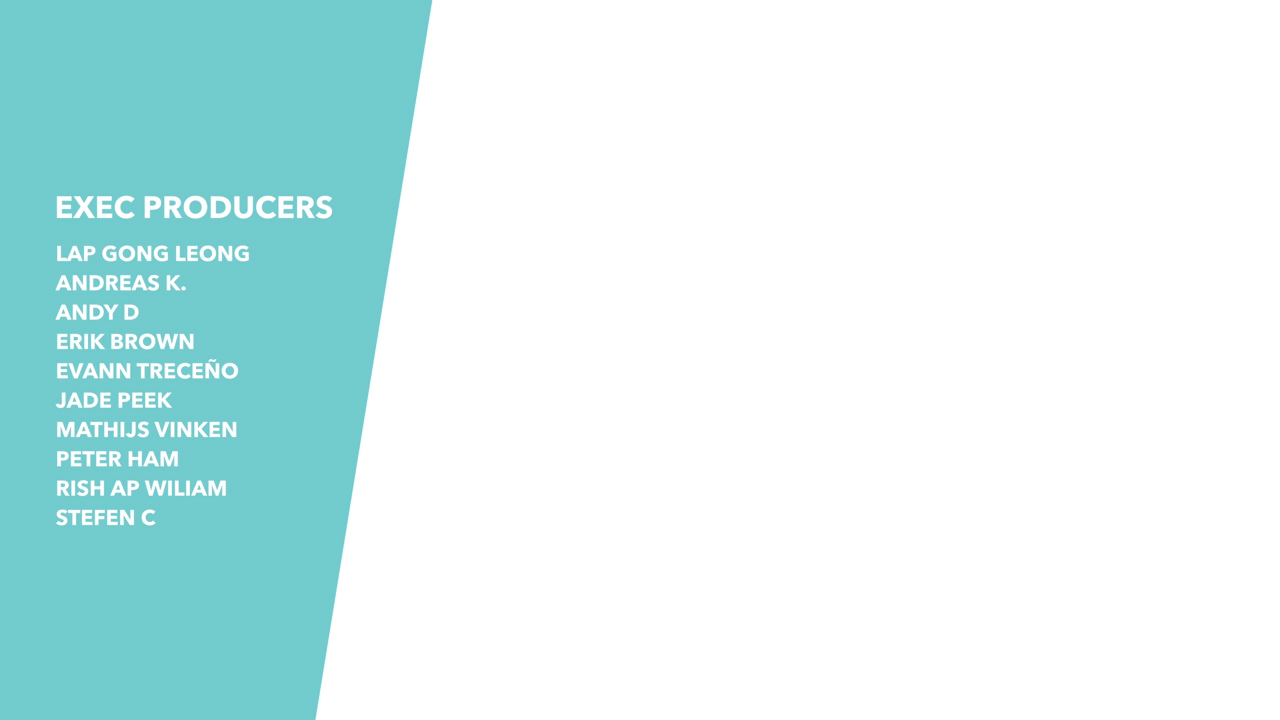 EXEC PRODUCERS
LAP GONG LEONG
ANDREAS K.
ANDY D
ERIK BROWN
EVANN TRECEÑO
JADE PEEK
MATHIJS VINKEN
PETER HAM
RISH AP WILIAM
STEFEN C